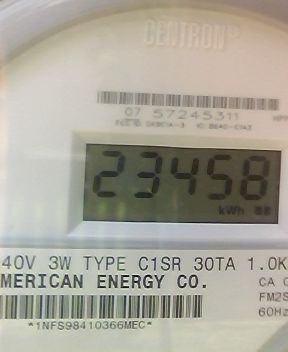 CENTRON®
07 57245311
23458
kWh
40V 3W TYPE C1SR 30TA 1.0K
MERICAN ENERGY CO.
CA 0
FM2S
60Hz
*1NFS98410366MEC*